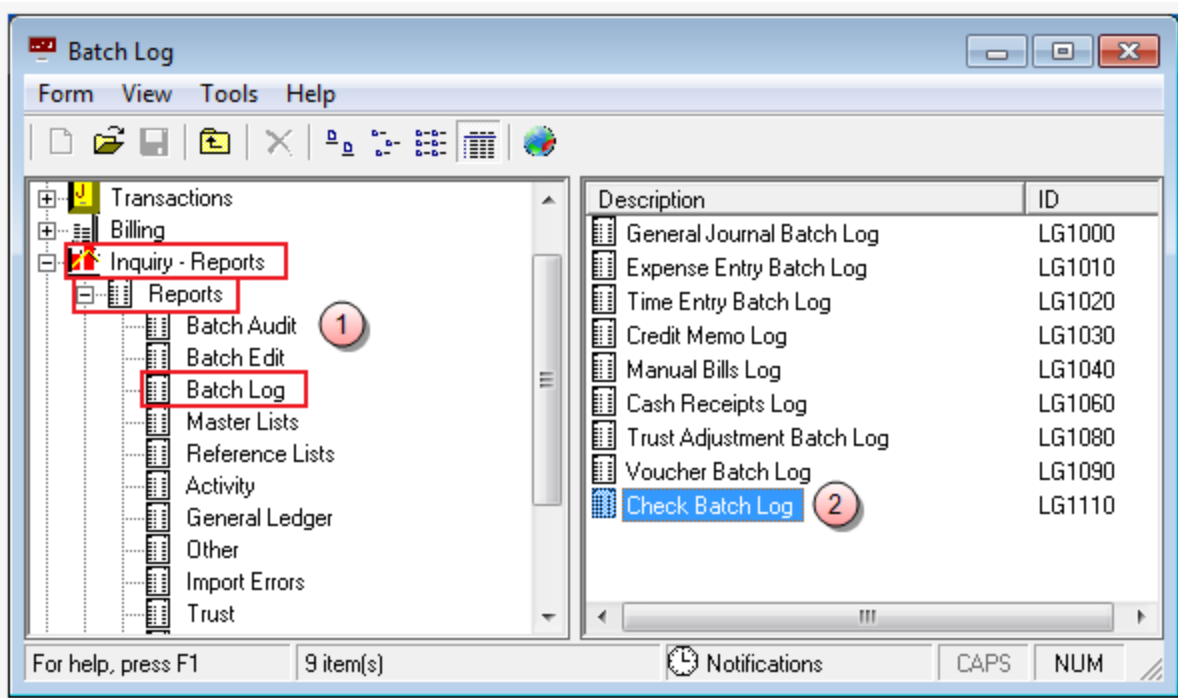 Batch Log
Form View Tools Help
Transactions
Billing
Inquiry - Reports
Reports
Batch Audit 1
Batch Edit
Batch Log
Master Lists
Reference Lists
Activity
General Ledger
Other
Import Errors
Trust
Description ID
General Journal Batch Log LG1000
Expense Entry Batch Log LG1010
Time Entry Batch Log LG1020
Credit Memo Log LG1030
Manual Bills Log LG1040
Cash Receipts Log LG1060
Trust Adjustment Batch Log LG1080
Voucher Batch Log LG1090
Check Batch Log 2 LG1110
For help, press F1 9 item(s) Notifications CAPS NUM